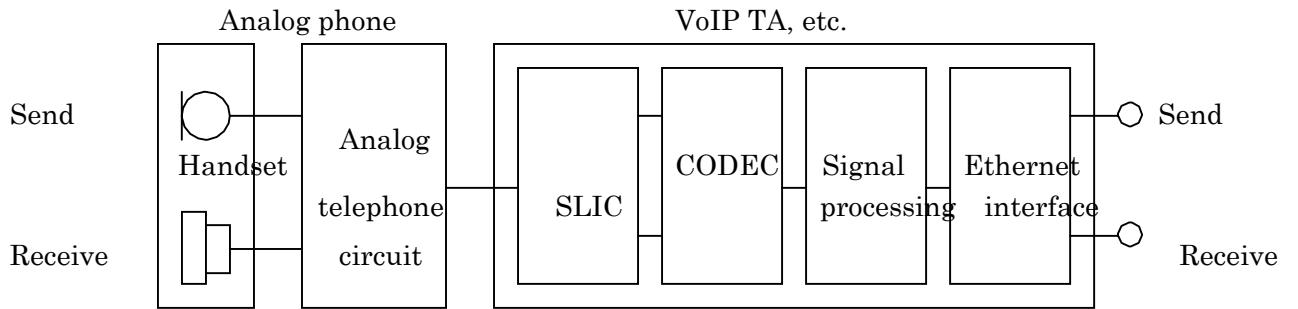 Analog phone
VoIP TA, etc.
Send
Handset
Receive
Analog
telephone
circuit
SLIC
CODEC
Signal
processing
Ethernet
interface
Send
Receive